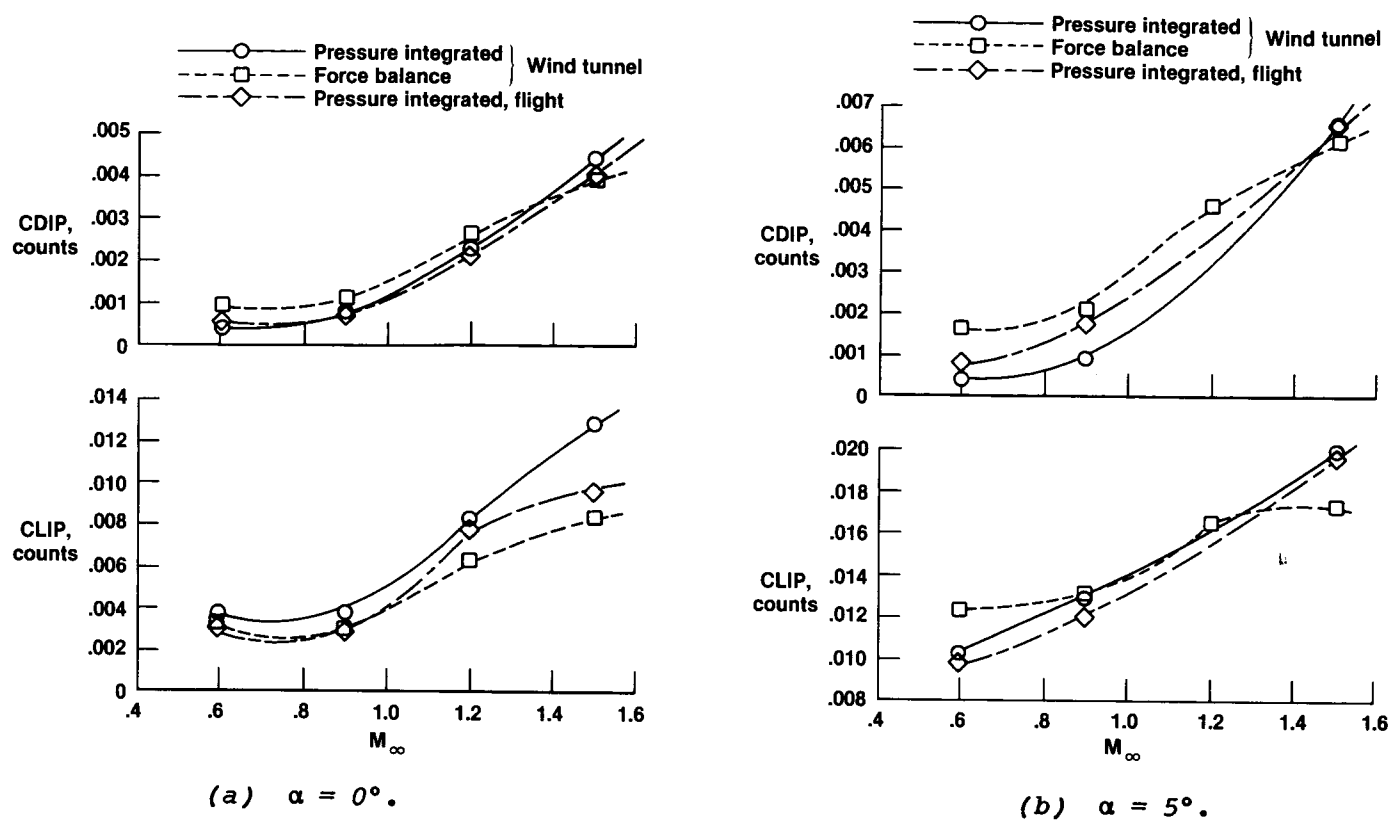 Pressure integrated
Force balance
Wind tunnel
Pressure integrated, flight
.005
.004
.003
.002
.001
0
CDIP,
counts
.014
.012
.010
.008
.006
.004
.002
0
CLIP,
counts
.4 .6 .8 1.0 1.2 1.4 1.6
M∞
(a) α = 0°.
Pressure integrated
Force balance
Wind tunnel
Pressure integrated, flight
.007
.006
.005
.004
.003
.002
.001
0
CDIP,
counts
.020
.018
.016
.014
.012
.010
.008
CLIP,
counts
.4 .6 .8 1.0 1.2 1.4 1.6
M∞
(b) α = 5°.